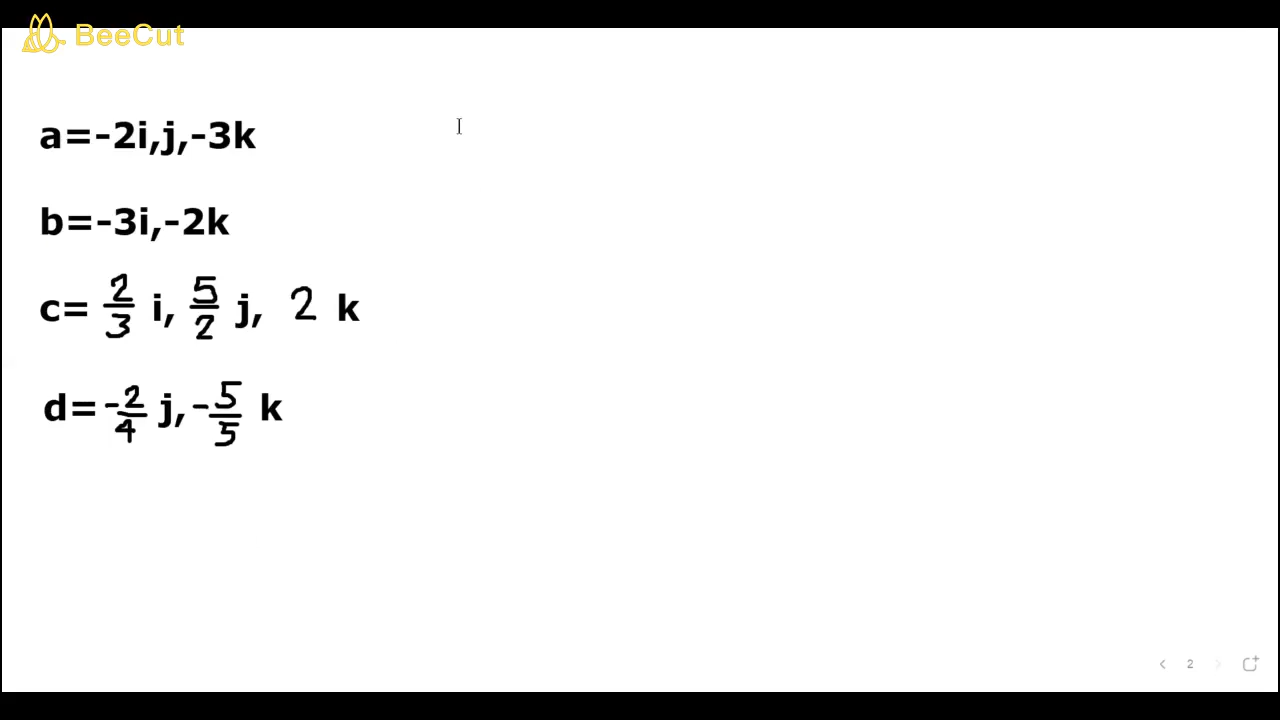 BeeCut
a=-2i,j,-3k
b=-3i,-2k
c= 2/3 i, 5/2 j, 2 k
d=-2/4 j,-5/5 k
2